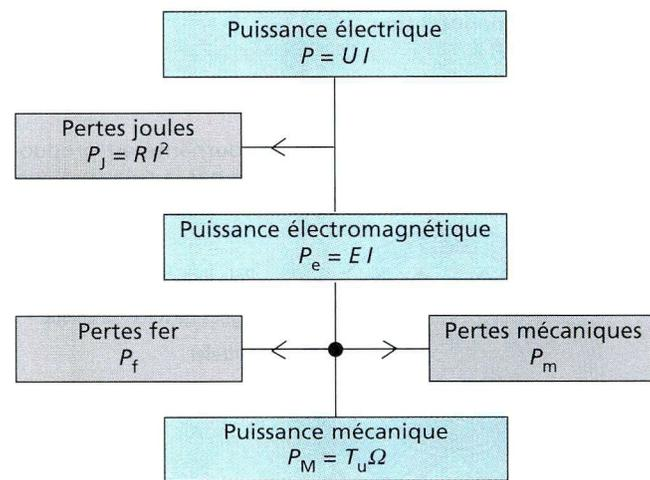 Puissance électrique
P = U I
Pertes joules
P_J = R I²
Puissance électromagnétique
P_e = E I
Pertes fer
P_f
Pertes mécaniques
P_m
Puissance mécanique
P_M = T_u Ω